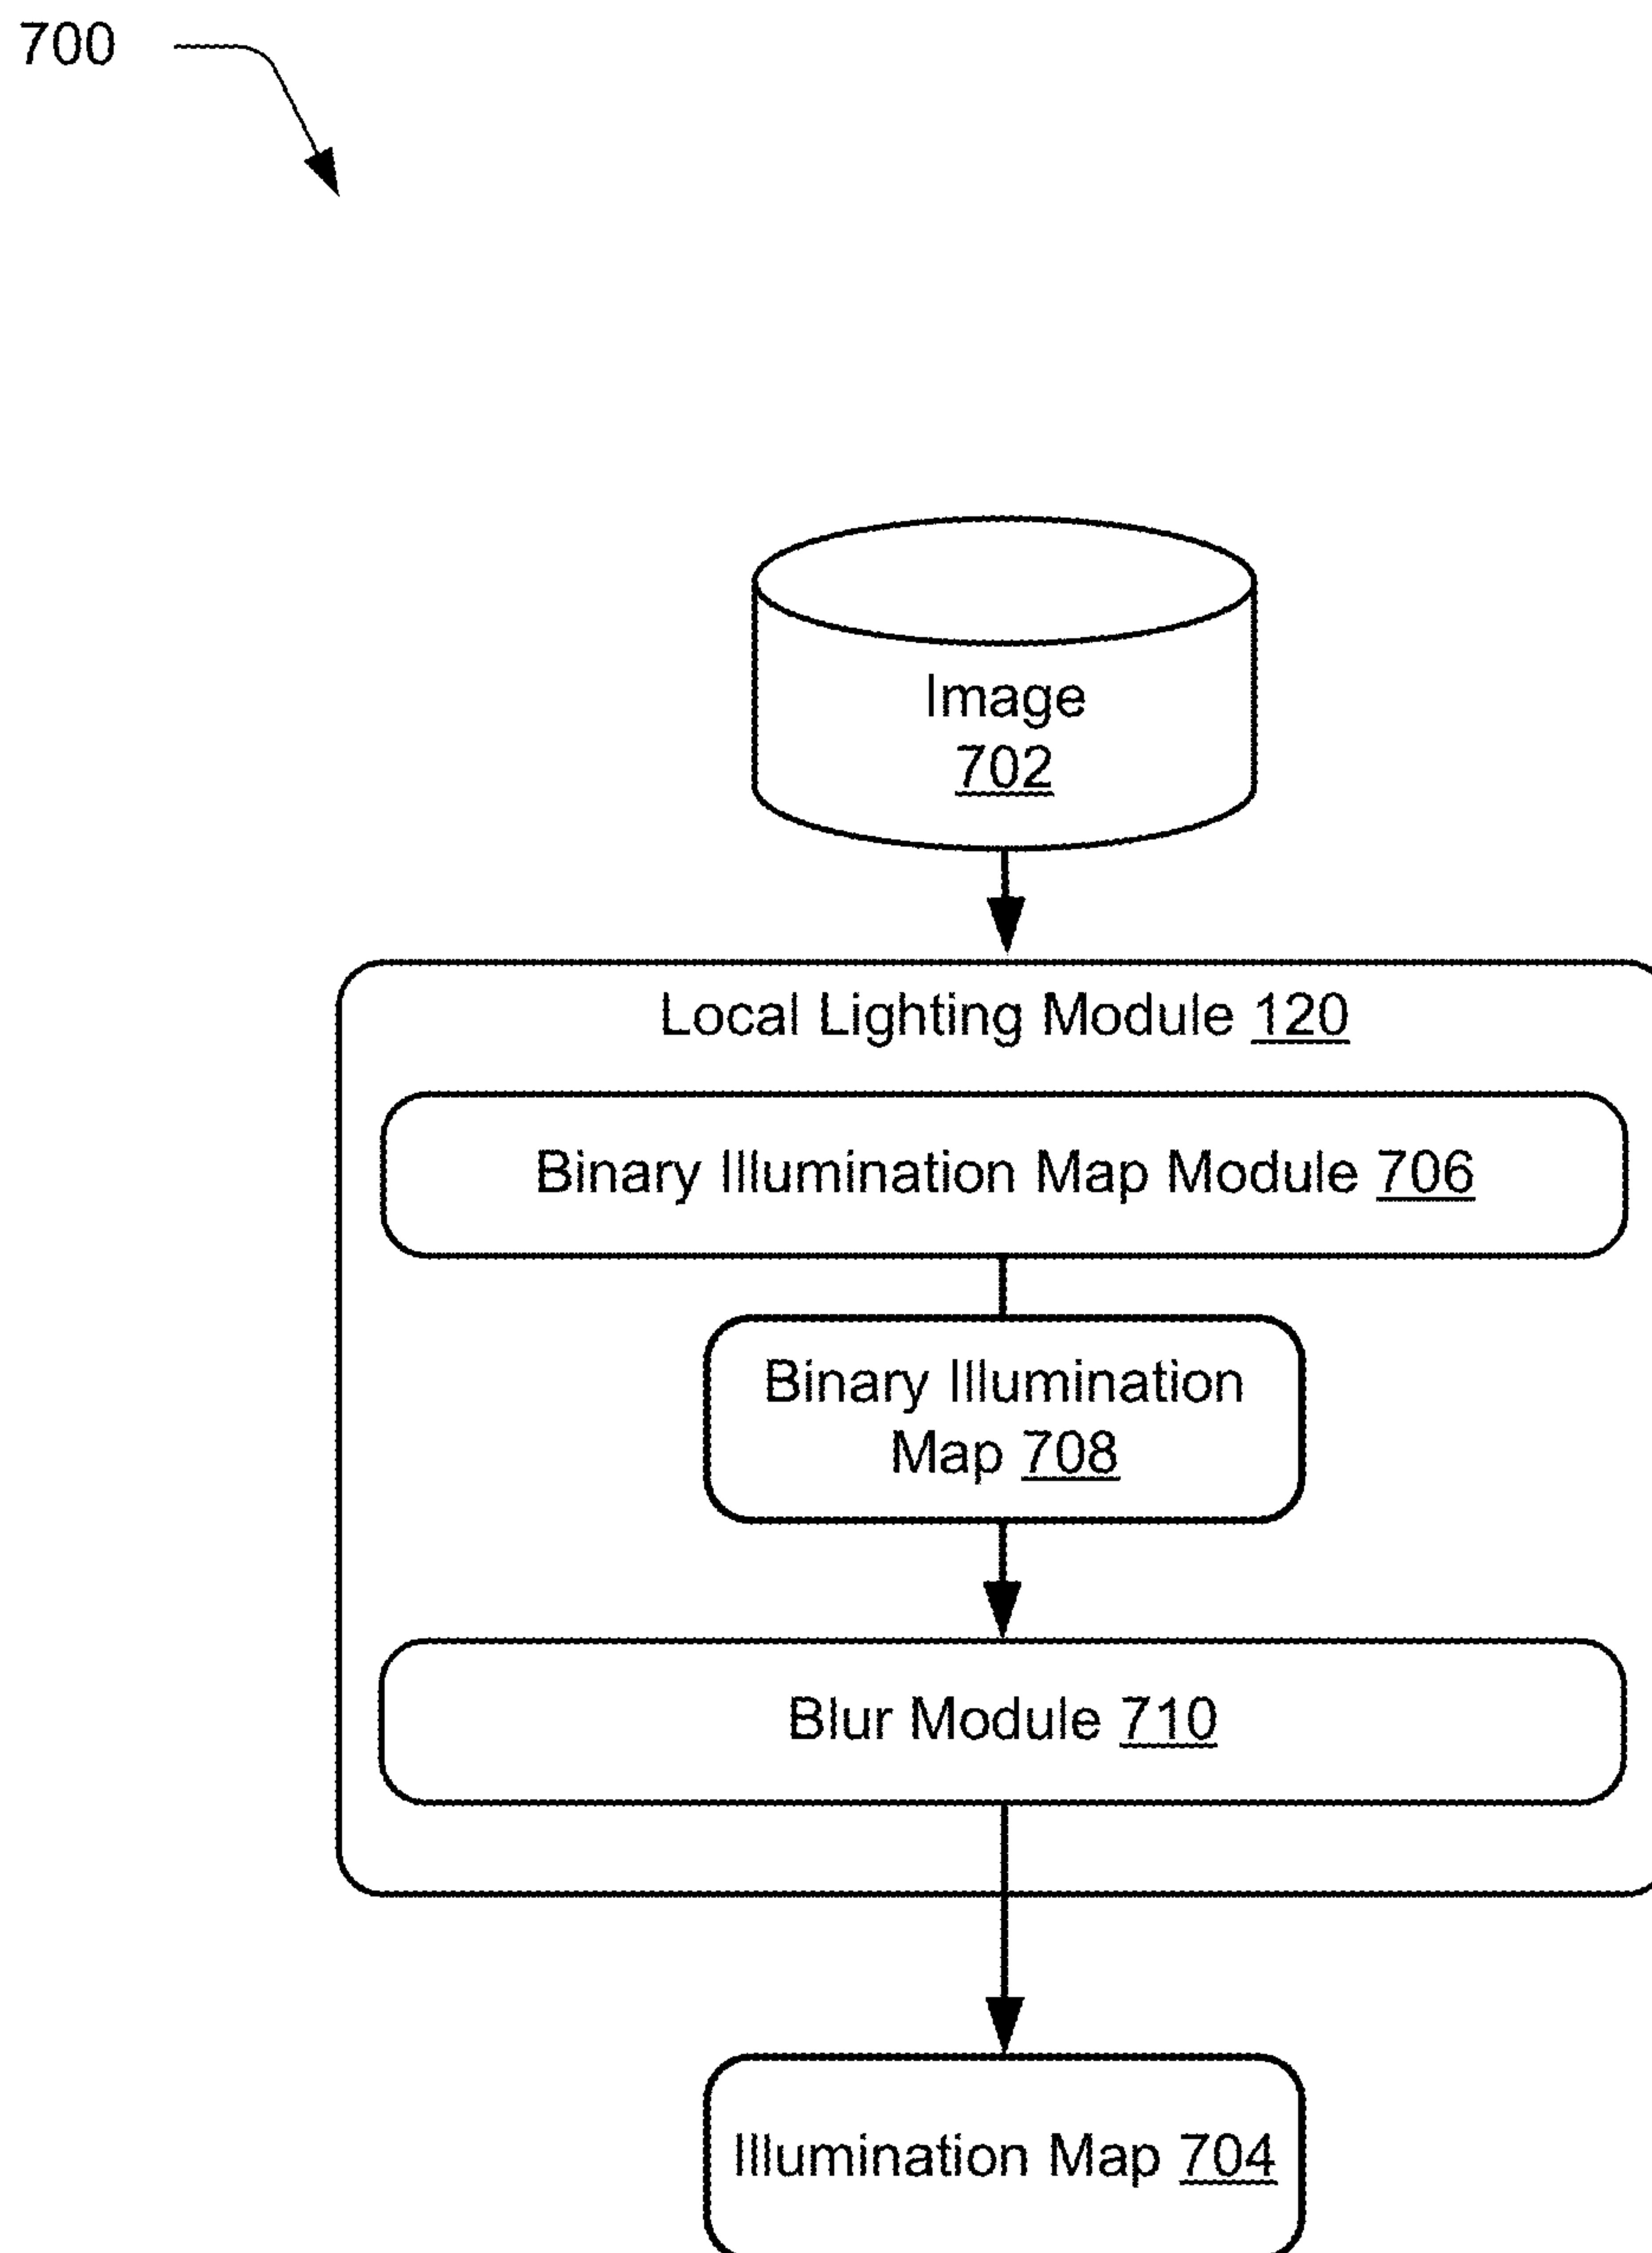 700
Image
702
Local Lighting Module 120
Binary Illumination Map Module 706
Binary Illumination
Map 708
Blur Module 710
Illumination Map 704